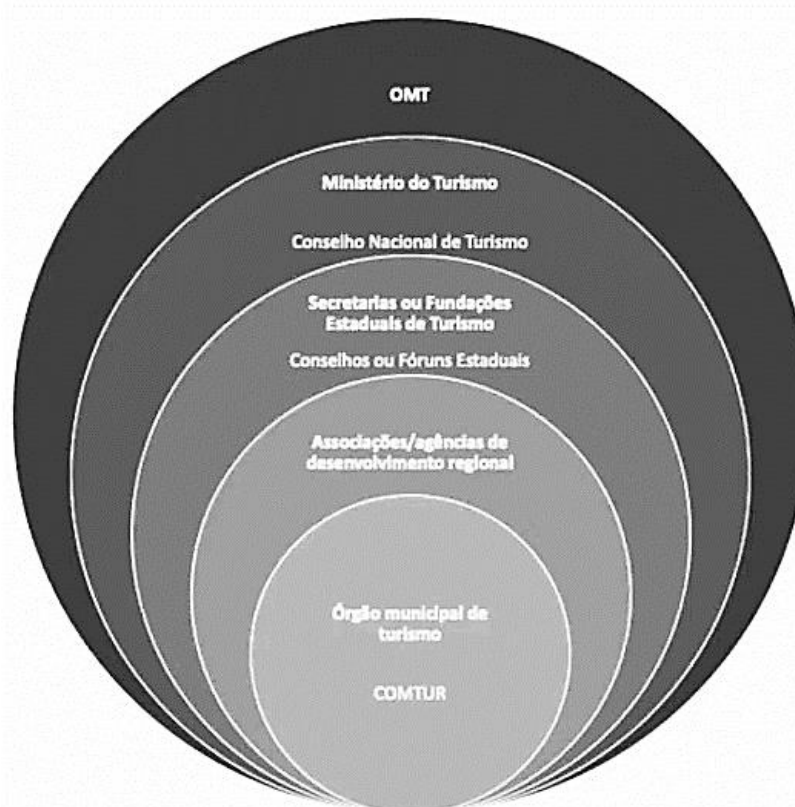 OMT
Ministério do Turismo
Conselho Nacional de Turismo
Secretarias ou Fundações
Estaduais de Turismo
Conselhos ou Fóruns Estaduais
Associações/agências de
desenvolvimento regional
Órgão municipal de
turismo
COMTUR